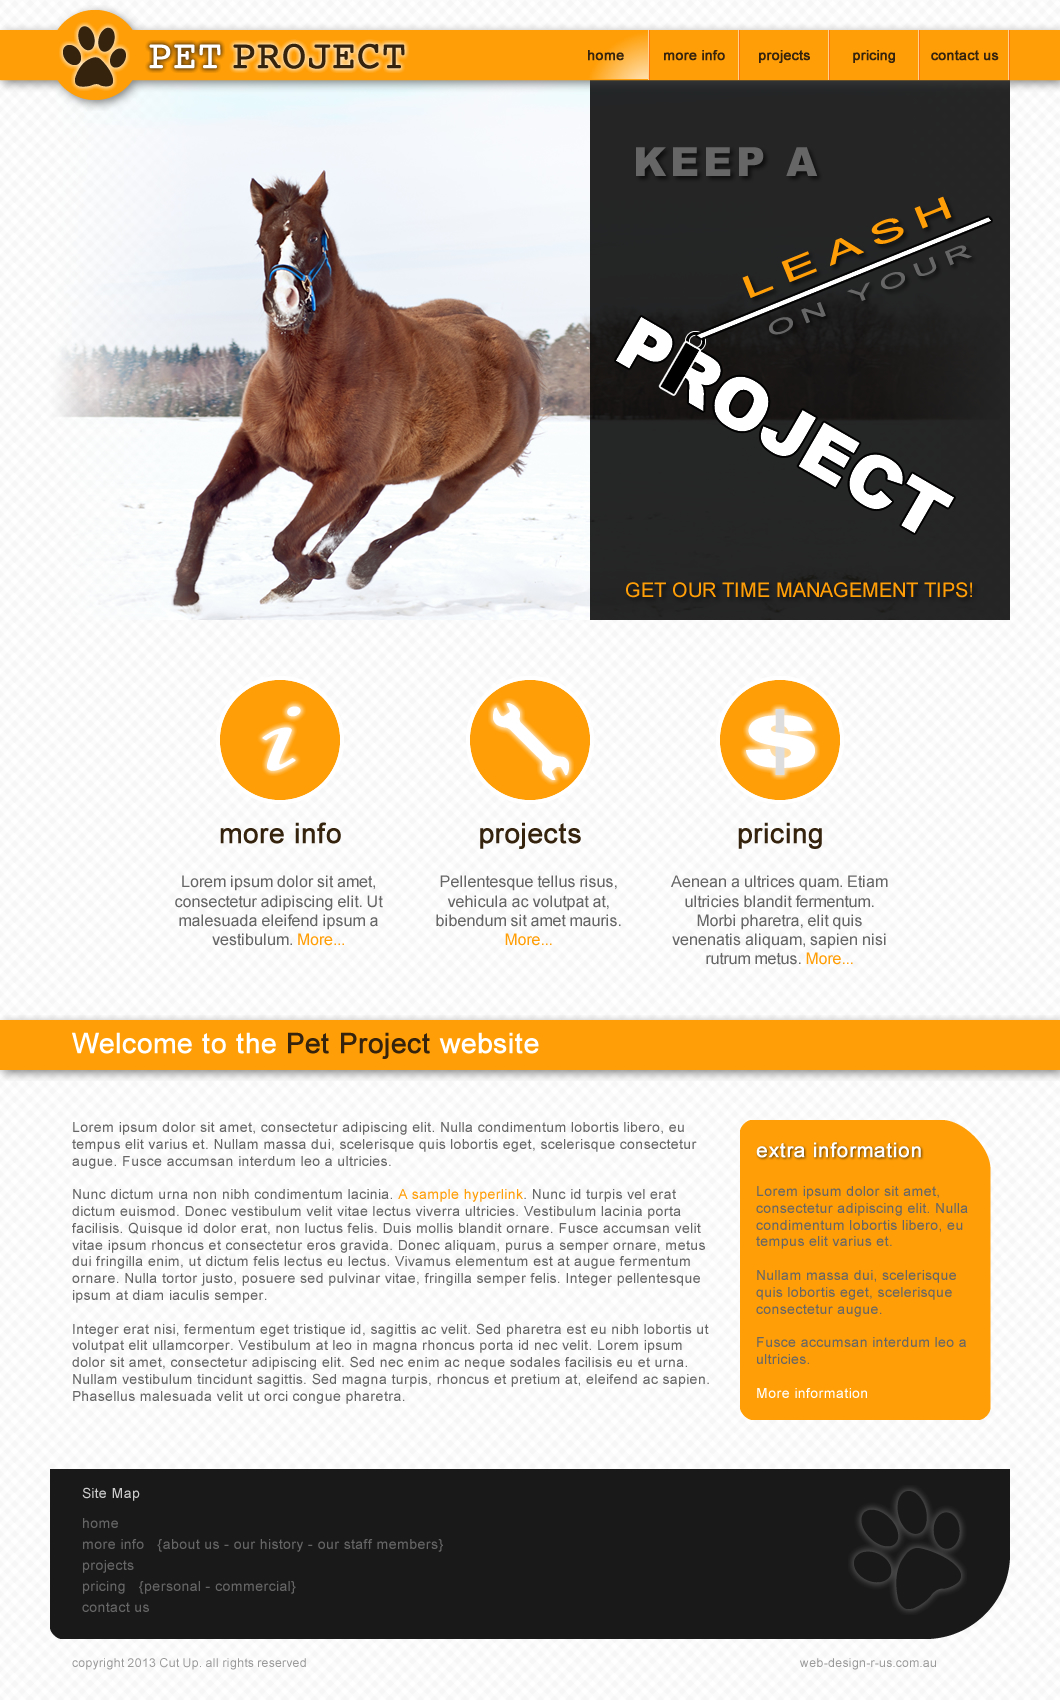 PET PROJECT
home
more info
projects
pricing
contact us
KEEP A
LEASH
ON YOUR
PROJECT
GET OUR TIME MANAGEMENT TIPS!
more info
Lorem ipsum dolor sit amet,
consectetur adipiscing elit. Ut
malesuada eleifend ipsum a
vestibulum. More...
projects
Pellentesque tellus risus,
vehicula ac volutpat at,
bibendum sit amet mauris.
More...
pricing
Aenean a ultrices quam. Etiam
ultricies blandit fermentum.
Morbi pharetra, elit quis
venenatis aliquam, sapien nisi
rutrum metus. More...
Welcome to the Pet Project website
Lorem ipsum dolor sit amet, consectetur adipiscing elit. Nulla condimentum lobortis libero, eu
tempus elit varius et. Nullam massa dui, scelerisque quis lobortis eget, scelerisque consectetur
augue. Fusce accumsan interdum leo a ultricies.
Nunc dictum urna non nibh condimentum lacinia. A sample hyperlink. Nunc id turpis vel erat
dictum euismod. Donec vestibulum velit vitae lectus viverra ultricies. Vestibulum lacinia porta
facilisis. Quisque id dolor erat, non luctus felis. Duis mollis blandit ornare. Fusce accumsan velit
vitae ipsum rhoncus et consectetur eros gravida. Donec aliquam, purus a semper ornare, metus
dui fringilla enim, ut dictum felis lectus eu lectus. Vivamus elementum est at augue fermentum
ornare. Nulla tortor justo, posuere sed pulvinar vitae, fringilla semper felis. Integer pellentesque
ipsum at diam iaculis semper.
Integer erat nisi, fermentum eget tristique id, sagittis ac velit. Sed pharetra est eu nibh lobortis ut
volutpat elit ullamcorper. Vestibulum at leo in magna rhoncus porta id nec velit. Lorem ipsum
dolor sit amet, consectetur adipiscing elit. Sed nec enim ac neque sodales facilisis eu et urna.
Nullam vestibulum tincidunt sagittis. Sed magna turpis, rhoncus et pretium at, eleifend ac sapien.
Phasellus malesuada velit ut orci congue pharetra.
extra information
Lorem ipsum dolor sit amet,
consectetur adipiscing elit. Nulla
condimentum lobortis libero, eu
tempus elit varius et.
Nullam massa dui, scelerisque
quis lobortis eget, scelerisque
consectetur augue.
Fusce accumsan interdum leo a
ultricies.
More information
Site Map
home
more info {about us - our history - our staff members}
projects
pricing {personal - commercial}
contact us
copyright 2013 Cut Up. all rights reserved
web-design-r-us.com.au